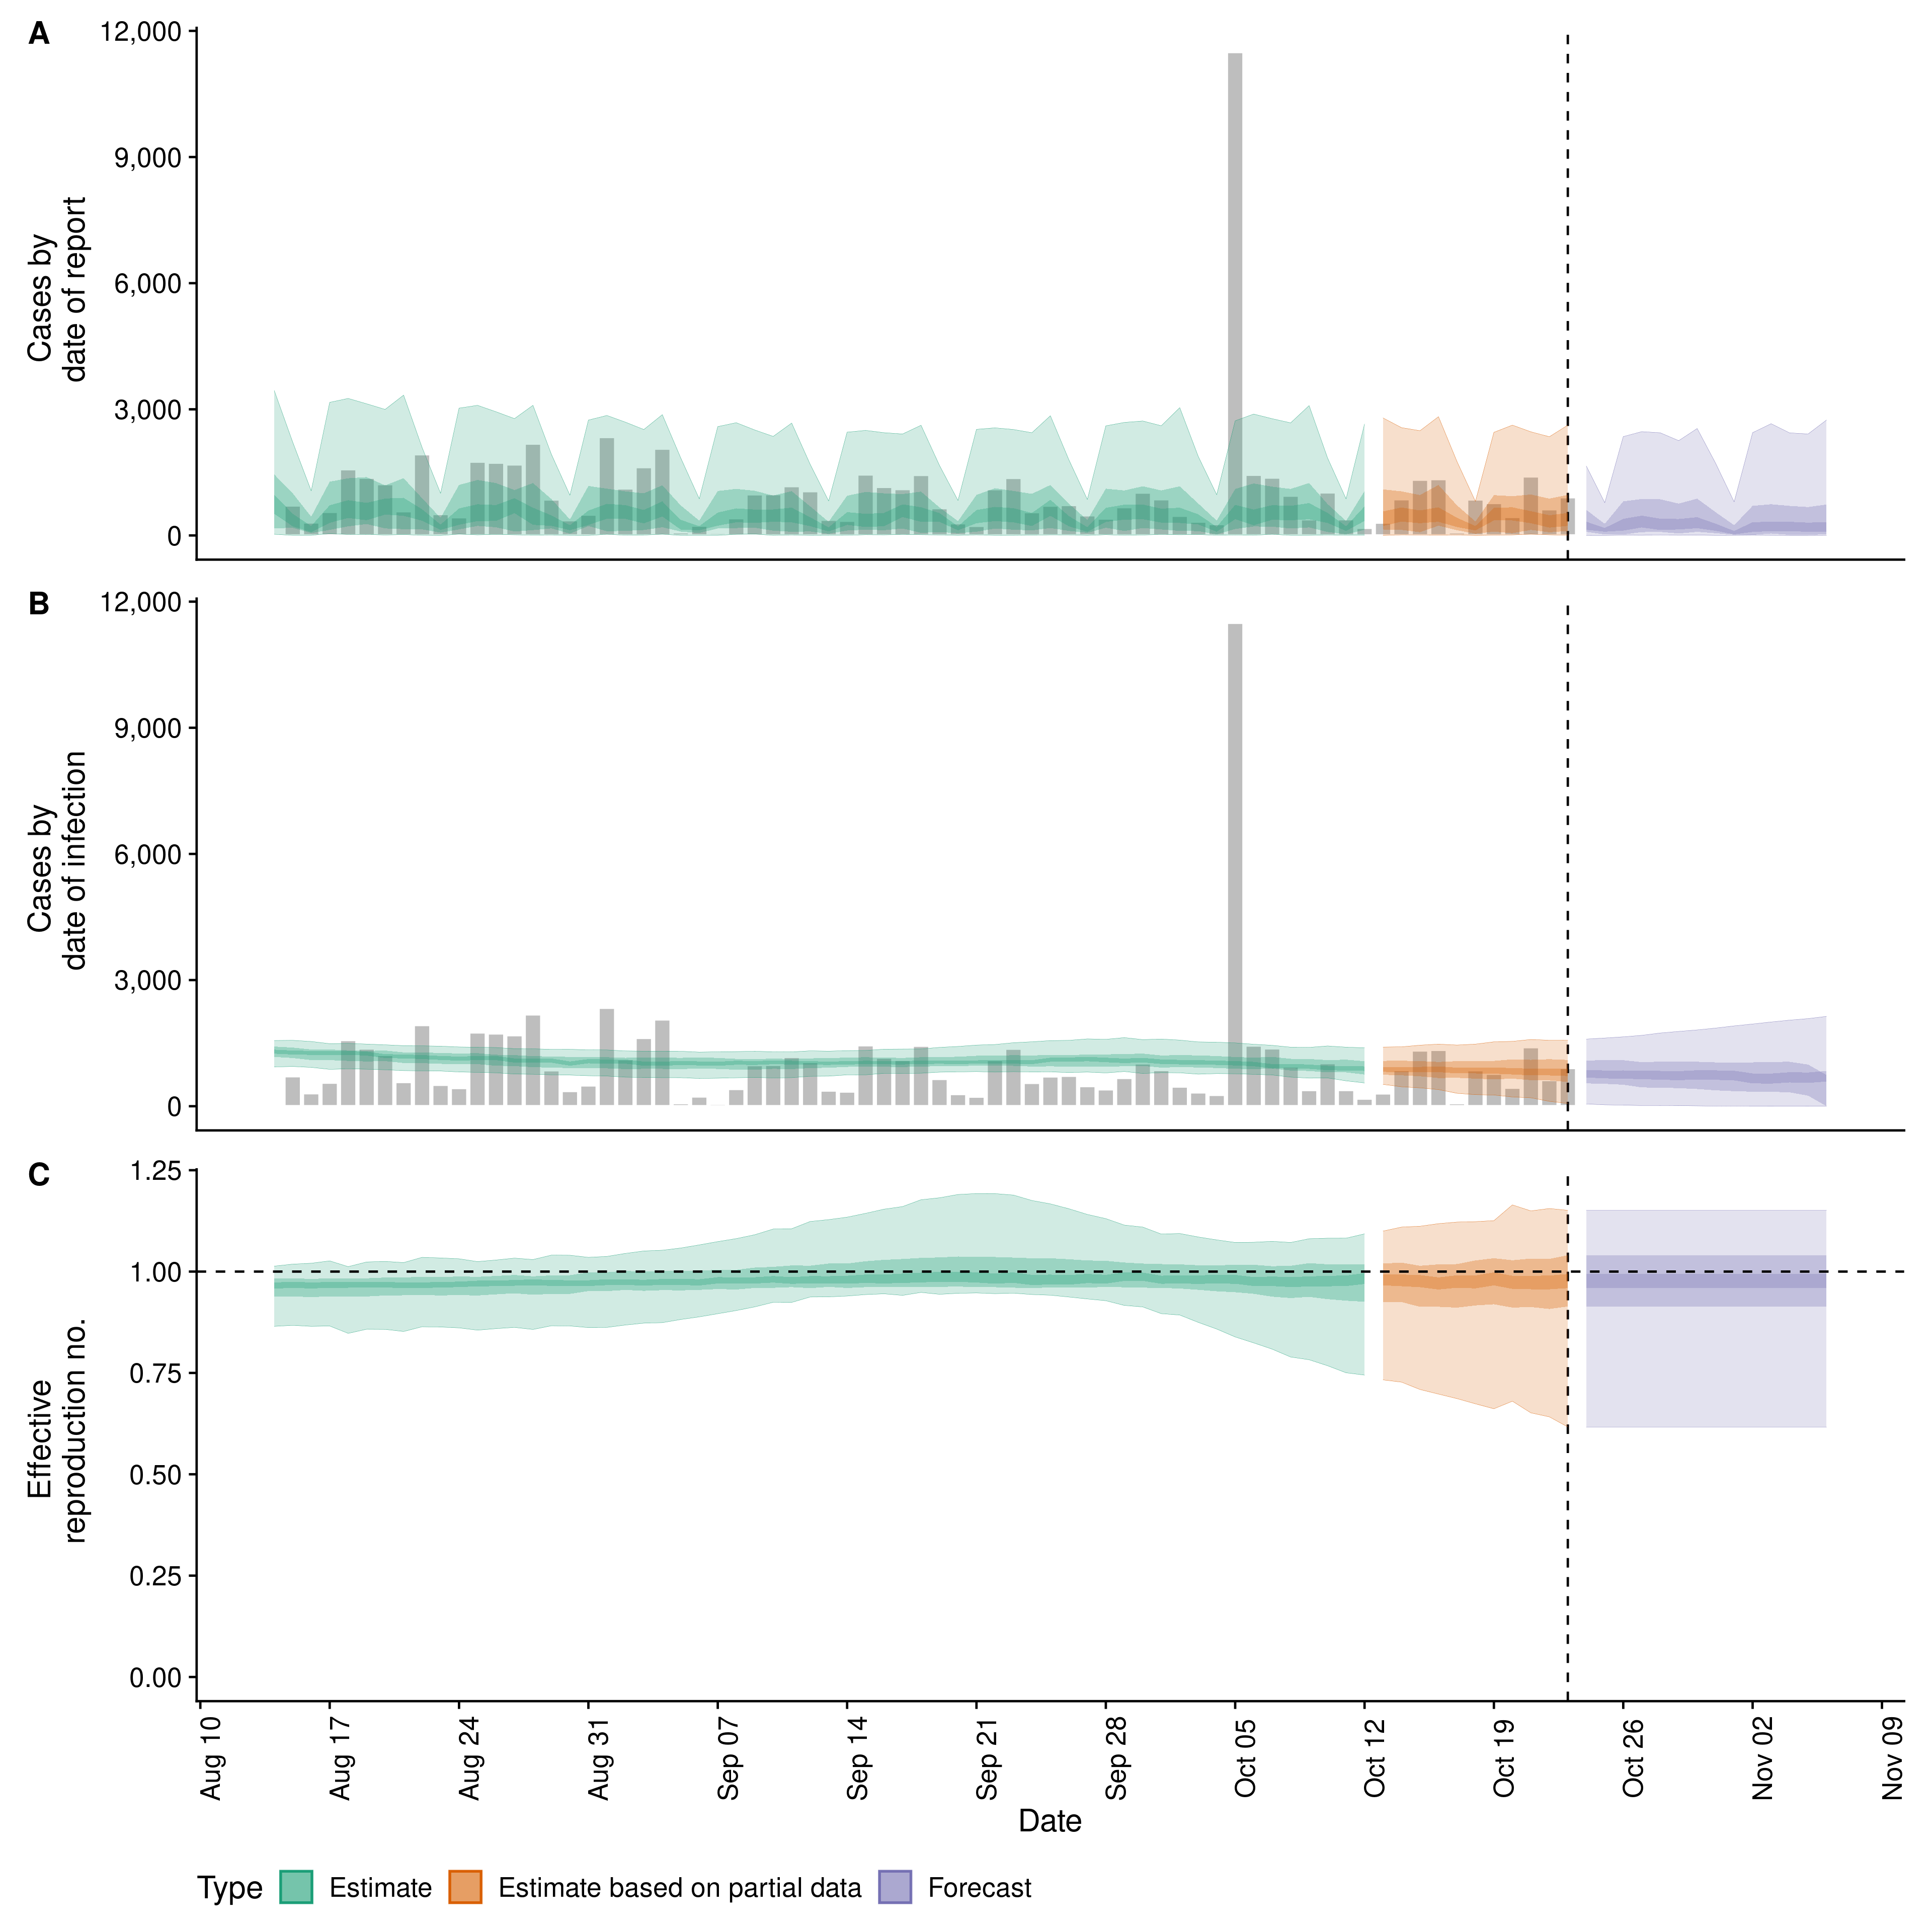 A
12,000
9,000
6,000
3,000
0
Cases by
date of report
B
12,000
9,000
6,000
3,000
0
Cases by
date of infection
C
1.25
1.00
0.75
0.50
0.25
0.00
Effective
reproduction no.
Aug 10
Aug 17
Aug 24
Aug 31
Sep 07
Sep 14
Sep 21
Sep 28
Oct 05
Oct 12
Oct 19
Oct 26
Nov 02
Nov 09
Date
Type Estimate Estimate based on partial data Forecast